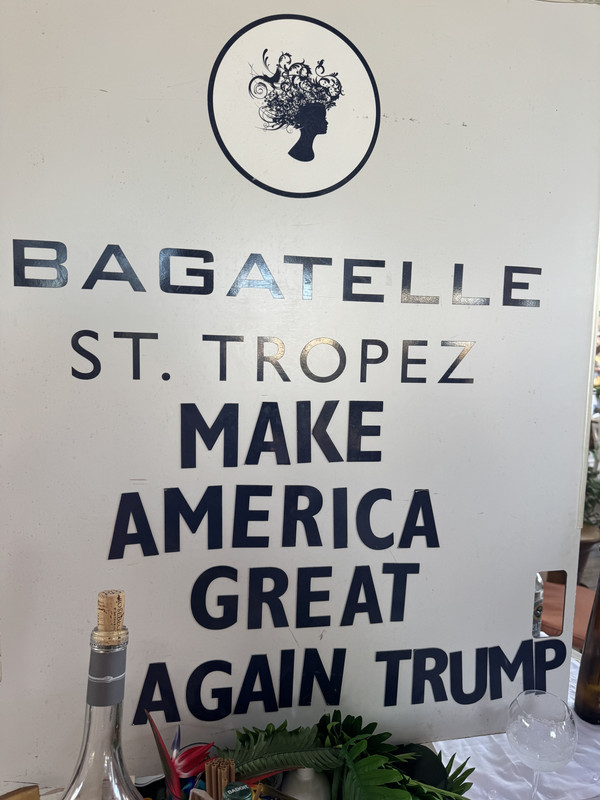 BAGATELLE
ST. TROPEZ
MAKE
AMERICA
GREAT
AGAIN TRUMP